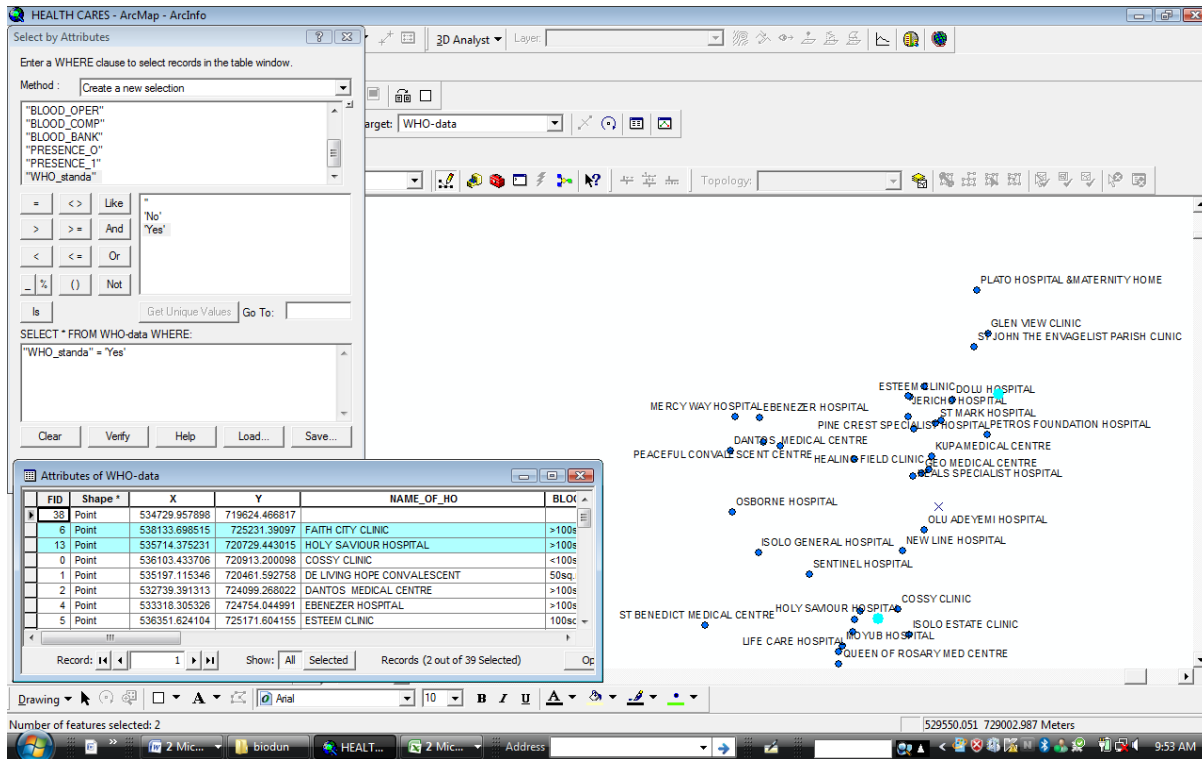 HEALTH CARES - ArcMap - ArcInfo
Select by Attributes
3D Analyst Layer:
Enter a WHERE clause to select records in the table window.
Method : Create a new selection
"BLOOD_OPER"
"BLOOD_COMP"
"BLOOD_BANK"
"PRESENCE_O"
"PRESENCE_1"
"WHO_standa"
arget: WHO-data
Topology:
= <> Like
> >= And
< <= Or
_ % () Not
Is
''
'No'
'Yes'
Get Unique Values Go To:
SELECT * FROM WHO-data WHERE:
"WHO_standa" = 'Yes'
Clear Verify Help Load... Save...
PLATO HOSPITAL &MATERNITY HOME
GLEN VIEW CLINIC
ST JOHN THE ENVAGELIST PARISH CLINIC
ESTEEM CLINIC
DOLU HOSPITAL
JERICHO HOSPITAL
MERCY WAY HOSPITAL
EBENEZER HOSPITAL
ST MARK HOSPITAL
PINE CREST SPECIALIST HOSPITAL
PETROS FOUNDATION HOSPITAL
DANTOS MEDICAL CENTRE
KUPAMEDICAL CENTRE
PEACEFUL CONVALESCENT CENTRE
HEALING FIELD CLINIC
GEO MEDICAL CENTRE
SPECIALIST HOSPITAL
OSBORNE HOSPITAL
OLU ADEYEMI HOSPITAL
ISOLO GENERAL HOSPITAL
NEW LINE HOSPITAL
SENTINEL HOSPITAL
COSSY CLINIC
ST BENEDICT MEDICAL CENTRE
HOLY SAVIOUR HOSPITAL
ISOLO ESTATE CLINIC
LIFE CARE HOSPITAL
MOYUB HOSPITAL
QUEEN OF ROSARY MED CENTRE
Attributes of WHO-data
FID Shape * X Y NAME_OF_HO BLO
38 Point 534729.957898 719624.466817
6 Point 538133.698515 725231.39097 FAITH CITY CLINIC >100s
13 Point 535714.375231 720729.443015 HOLY SAVIOUR HOSPITAL >100s
0 Point 536103.433706 720913.200098 COSSY CLINIC <100s
1 Point 535197.115346 720461.592758 DE LIVING HOPE CONVALESCENT 50sq.
2 Point 532739.391313 724099.268022 DANTOS MEDICAL CENTRE >100s
4 Point 533318.305326 724754.044991 EBENEZER HOSPITAL >100s
5 Point 536351.624104 725171.604155 ESTEEM CLINIC 100sc
Record: 1 Show: All Selected Records (2 out of 39 Selected) Op
Drawing A Arial 10 B I U A
Number of features selected: 2
529550.051 729002.987 Meters
2 Mic... biodun HEALT... 2 Mic... Address 9:53 AM